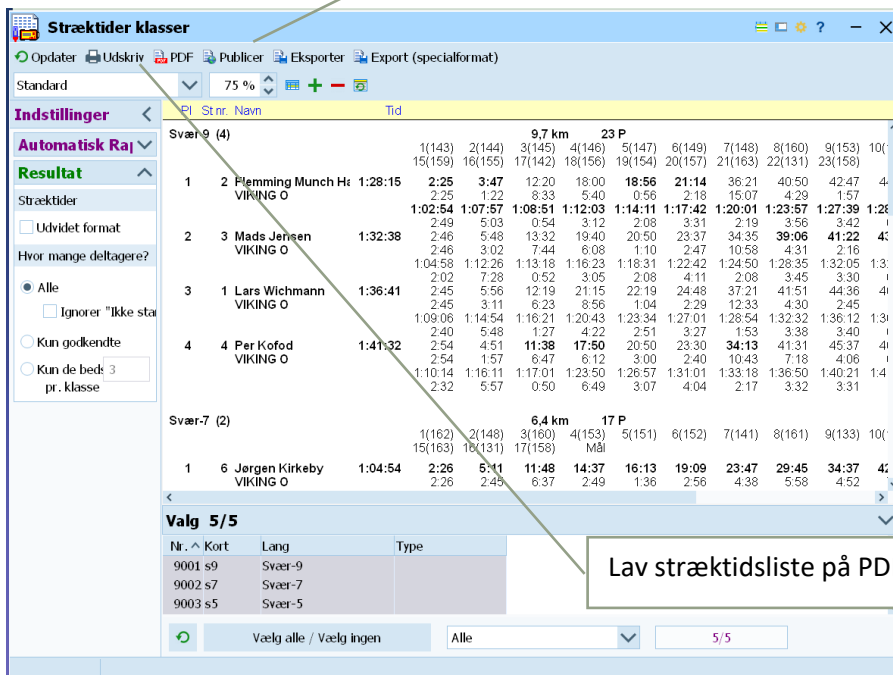 Stræktider klasser
Opdater Udskriv PDF Publicer Eksporter Export (specialformat)
Standard 75 %
Indstillinger
Automatisk Ra
Resultat
Stræktider
Udvidet format
Hvor mange deltagere?
Alle
Ignorer "Ikke sta
Kun godkendte
Kun de beds 3
pr. klasse
Pl St nr. Navn Tid
Svær 9 (4) 9,7 km 23 P
1(143) 2(144) 3(145) 4(146) 5(147) 6(149) 7(148) 8(160) 9(153) 10(
15(159) 16(155) 17(142) 18(156) 19(154) 20(157) 21(163) 22(131) 23(158)
1 2 Flemming Munch Ha 1:28:15 2:25 3:47 12:20 18:00 18:56 21:14 36:21 40:50 42:47 4
VIKING O 2:25 1:22 8:33 5:40 0:56 2:18 15:07 4:29 1:57
1:02:54 1:07:57 1:08:51 1:12:03 1:14:11 1:17:42 1:20:01 1:23:57 1:27:39 1:28
2:49 5:03 0:54 3:12 2:08 3:31 2:19 3:56 3:42
2 3 Mads Jensen 1:32:38 2:46 5:48 13:32 19:40 20:50 23:37 34:35 39:06 41:22 43
VIKING O 2:46 3:02 7:44 6:08 1:10 2:47 10:58 4:31 2:16
1:04:58 1:12:26 1:13:18 1:16:23 1:18:31 1:22:42 1:24:50 1:28:35 1:32:05 1:3
2:02 7:28 0:52 3:05 2:08 4:11 2:08 3:45 3:30
3 1 Lars Wichmann 1:36:41 2:45 5:56 12:19 21:15 22:19 24:48 37:21 41:51 44:36 4
VIKING O 2:45 3:11 6:23 8:56 1:04 2:29 12:33 4:30 2:45
1:09:06 1:14:54 1:16:21 1:20:43 1:23:34 1:27:01 1:28:54 1:32:32 1:36:12 1:3
2:40 5:48 1:27 4:22 2:51 3:27 1:53 3:38 3:40
4 4 Per Kofod 1:41:32 2:54 4:51 11:38 17:50 20:50 23:30 34:13 41:31 45:37 4
VIKING O 2:54 1:57 6:47 6:12 3:00 2:40 10:43 7:18 4:06
1:10:14 1:16:11 1:17:01 1:23:50 1:26:57 1:31:01 1:33:18 1:36:50 1:40:21 1:4
2:32 5:57 0:50 6:49 3:07 4:04 2:17 3:32 3:31
Svær-7 (2) 6,4 km 17 P
1(162) 2(148) 3(160) 4(153) 5(151) 6(152) 7(141) 8(161) 9(133) 10(
15(163) 16(131) 17(158) Mål
1 6 Jørgen Kirkeby 1:04:54 2:26 5:11 11:48 14:37 16:13 19:09 23:47 29:45 34:37 42
VIKING O 2:26 2:45 6:37 2:49 1:36 2:56 4:38 5:58 4:52
Valg 5/5
Nr. Kort Lang Type
9001 s9 Svær-9
9002 s7 Svær-7
9003 s5 Svær-5
Lav stræktidsliste på PD
Vælg alle / Vælg ingen Alle 5/5